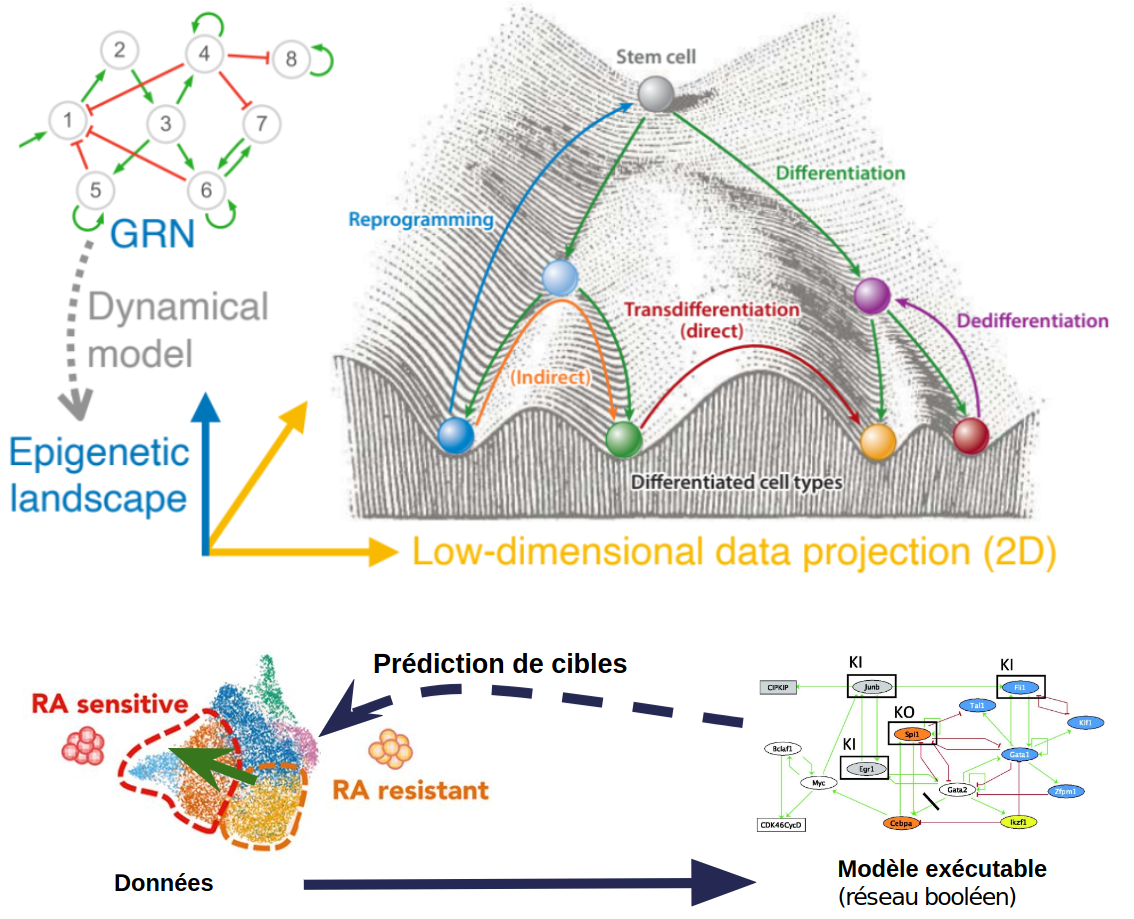 2
4
8
1
3
7
5
6
GRN
Dynamical
model
Epigenetic
landscape
Stem cell
Differentiation
Reprogramming
Transdifferentiation
(direct)
Dedifferentiation
(Indirect)
Differentiated cell types
Low-dimensional data projection (2D)
Prédiction de cibles
RA sensitive
RA resistant
Données
KI
KI
CIPKIP
Junb
Fli1
Tal1
Klf1
KO
Spi1
KI
Bclaf1
Gata1
Egr1
Myc
Gata2
Zfpm1
CDK46CycD
Cebpa
Ikzf1
Modèle exécutable
(réseau booléen)